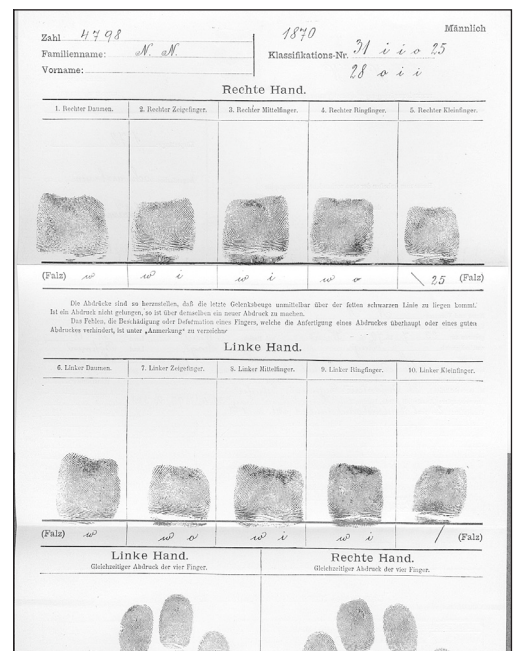 Zahl 4798
1870
Männlich
Familienname: N. N.
Klassifikations-Nr. 31 i i o 25
28 o i i
Vorname:
Rechte Hand.
1. Rechter Daumen. 2. Rechter Zeigefinger. 3. Rechter Mittelfinger. 4. Rechter Ringfinger. 5. Rechter Kleinfinger.
(Falz) w w i w i w o \ 25 (Falz)
Die Abdrücke sind so herzustellen, daß die letzte Gelenksbeuge unmittelbar über der fetten schwarzen Linie zu liegen kommt.
Ist ein Abdruck nicht gelungen, so ist über demselben ein neuer Abdruck zu machen.
Das Fehlen, die Beschädigung oder Deformation eines Fingers, welche die Anfertigung eines Abdruckes überhaupt oder eines guten
Abdruckes verhindert, ist unter „Anmerkung“ zu verzeichne
Linke Hand.
6. Linker Daumen. 7. Linker Zeigefinger. 8. Linker Mittelfinger. 9. Linker Ringfinger. 10. Linker Kleinfinger.
(Falz) w w o w i w i / (Falz)
Linke Hand. Rechte Hand.
Gleichzeitiger Abdruck der vier Finger. Gleichzeitiger Abdruck der vier Finger.